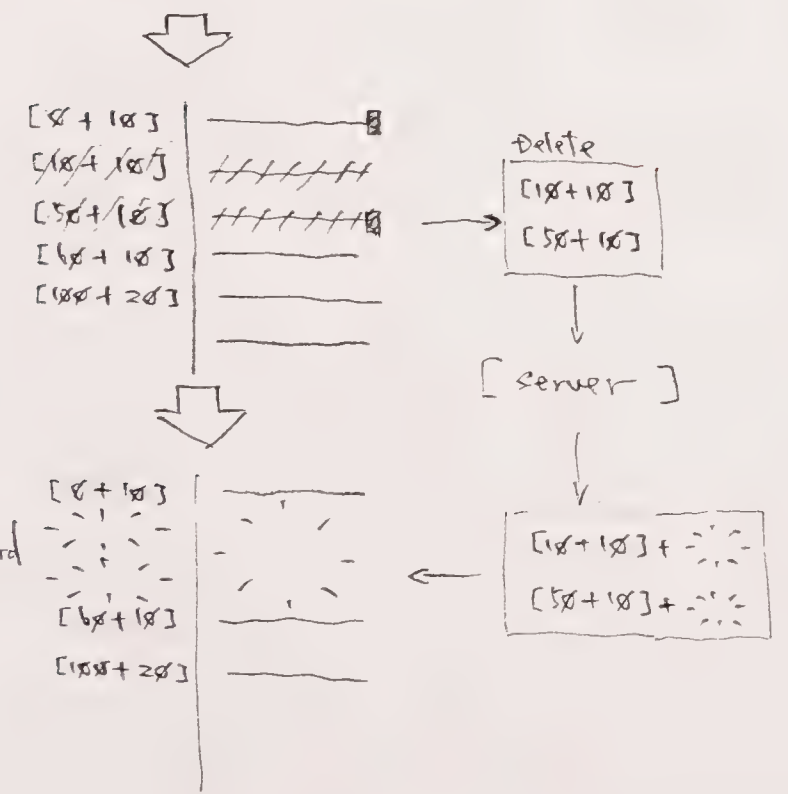 [0 + 10]
[10 + 10]
[50 + 10]
[60 + 10]
[100 + 20]
Delete
[10 + 10]
[50 + 10]
[server]
[0 + 10]
rd
[60 + 10]
[100 + 20]
[10 + 10] +
[50 + 10] +